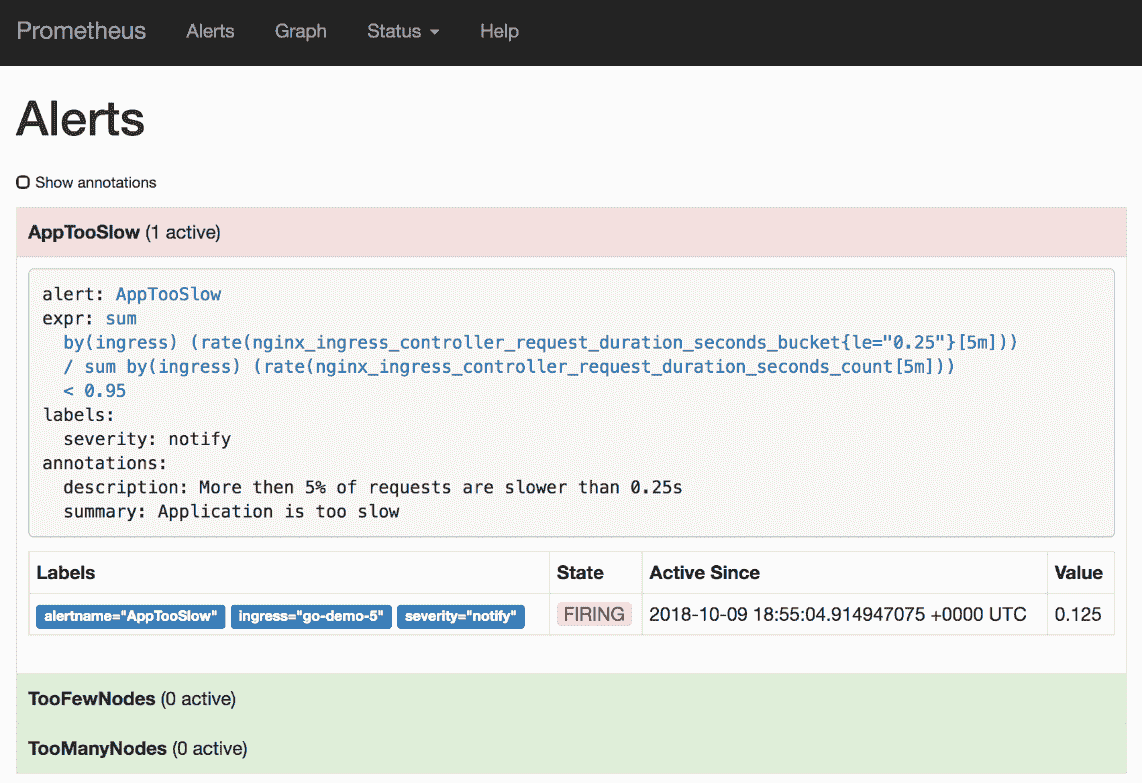 Prometheus Alerts Graph Status Help
Alerts
Show annotations
AppTooSlow (1 active)
alert: AppTooSlow
expr: sum
by(ingress) (rate(nginx_ingress_controller_request_duration_seconds_bucket{le="0.25"}[5m]))
/ sum by(ingress) (rate(nginx_ingress_controller_request_duration_seconds_count[5m]))
< 0.95
labels:
severity: notify
annotations:
description: More then 5% of requests are slower than 0.25s
summary: Application is too slow
Labels State Active Since Value
alertname="AppTooSlow" ingress="go-demo-5" severity="notify" FIRING 2018-10-09 18:55:04.914947075 +0000 UTC 0.125
TooFewNodes (0 active)
TooManyNodes (0 active)